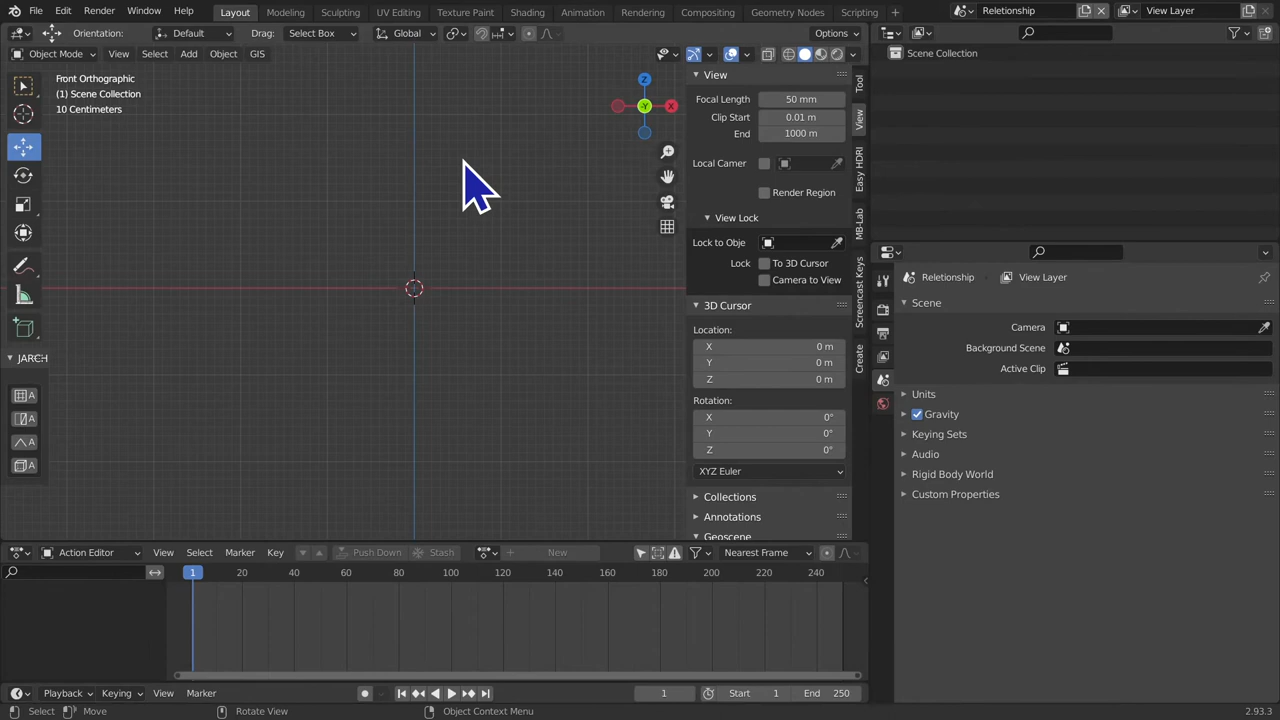 File Edit Render Window Help Layout Modeling Sculpting UV Editing Texture Paint Shading Animation Rendering Compositing Geometry Nodes Scripting + Relationship View Layer
Orientation: Default Drag: Select Box Global Options
Object Mode View Select Add Object GIS
Scene Collection
Front Orthographic
(1) Scene Collection
10 Centimeters
Z
-Y
X
View
Focal Length 50 mm
Clip Start 0.01 m
End 1000 m
Local Camer
Render Region
View Lock
Lock to Obje
Lock To 3D Cursor
Camera to View
3D Cursor
Location:
X 0 m
Y 0 m
Z 0 m
Rotation:
X 0°
Y 0°
Z 0°
XYZ Euler
Collections
Annotations
Geoscene
Tool
View
Easy HDRI
MB-Lab
Screencast Keys
Create
JARCH
A
A
A
A
Relationship View Layer
Scene
Camera
Background Scene
Active Clip
Units
Gravity
Keying Sets
Audio
Rigid Body World
Custom Properties
Action Editor View Select Marker Key Push Down Stash + New Nearest Frame
1 20 40 60 80 100 120 140 160 180 200 220 240
Playback Keying View Marker 1 Start 1 End 250
Select Move Rotate View Object Context Menu 2.93.3